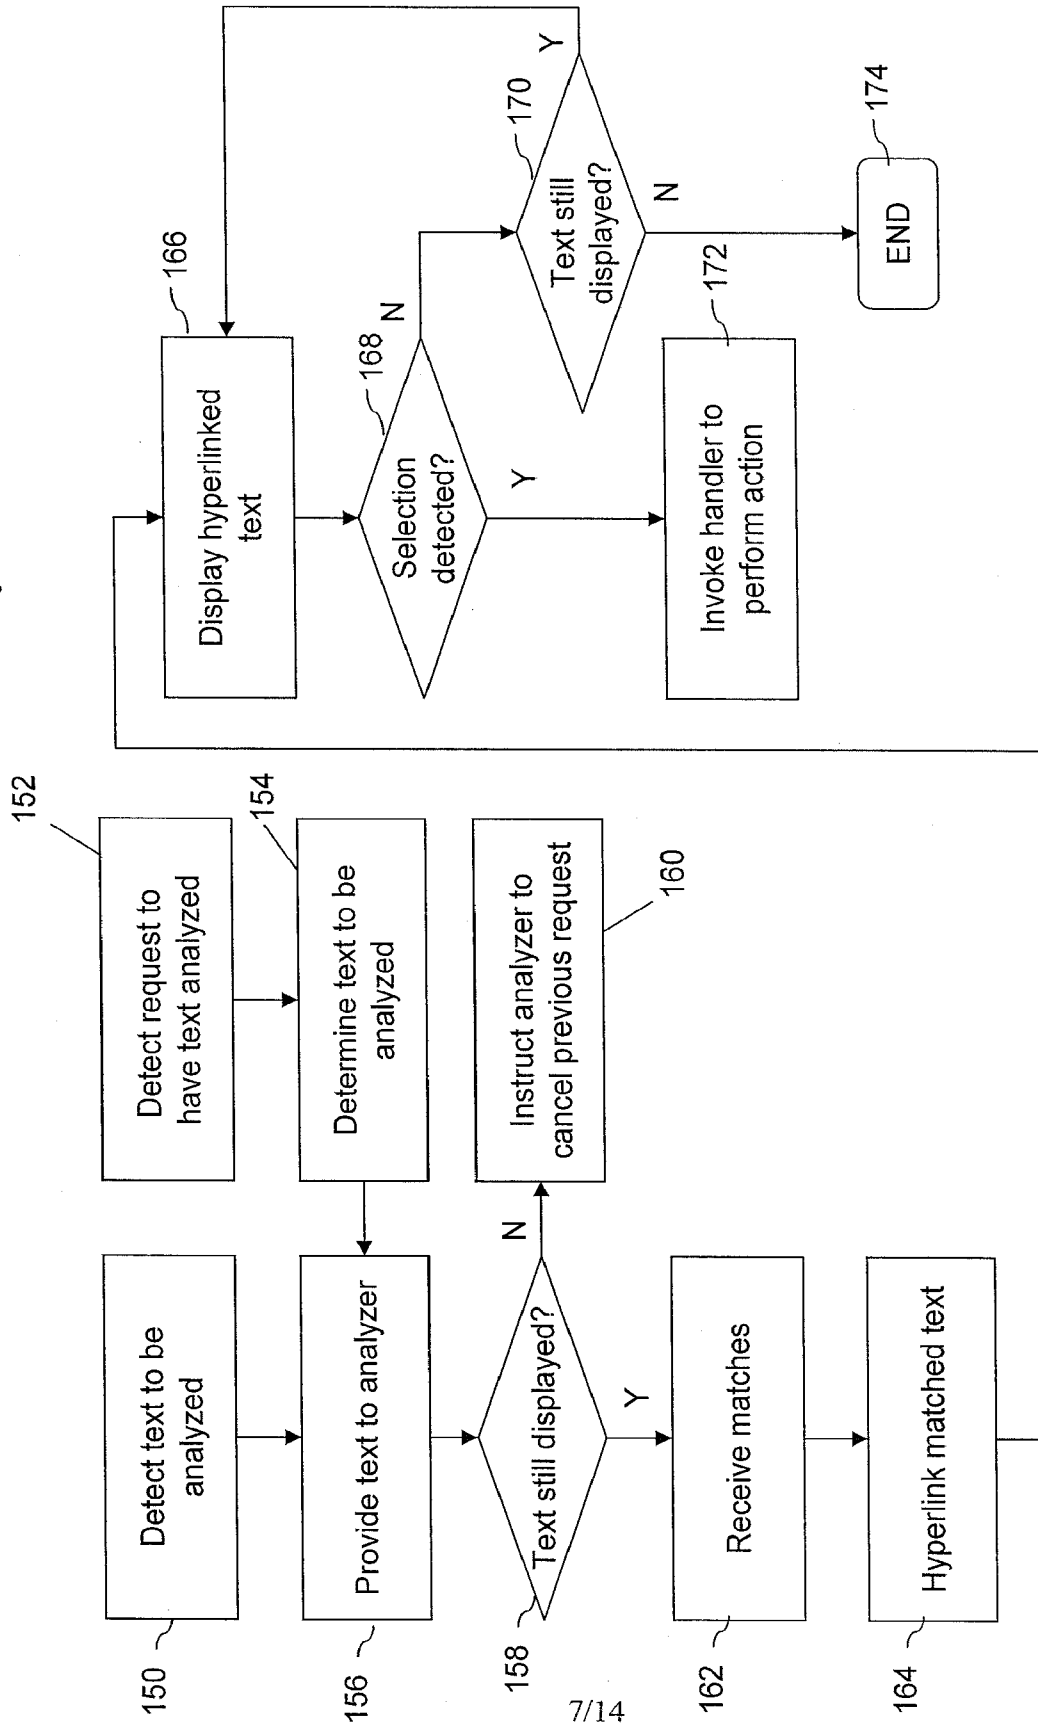 150
Detect text to be
analyzed
152
Detect request to
have text analyzed
154
Determine text to be
analyzed
156
Provide text to analyzer
158
Text still displayed?
N
Y
Instruct analyzer to
cancel previous request
160
162
Receive matches
164
Hyperlink matched text
166
Display hyperlinked
text
168
Selection
detected?
N
Y
170
Text still
displayed?
Y
N
172
Invoke handler to
perform action
174
END
7/14